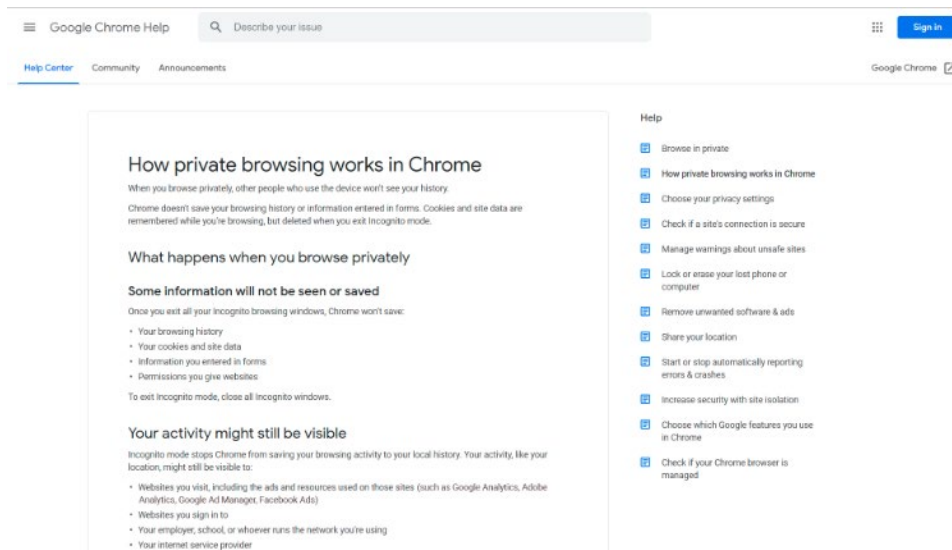 Google Chrome Help
Describe your issue
Sign in
Help Center
Community
Announcements
Google Chrome
How private browsing works in Chrome
When you browse privately, other people who use the device won't see your history.
Chrome doesn't save your browsing history or information entered in forms. Cookies and site data are
remembered while you're browsing, but deleted when you exit Incognito mode.
What happens when you browse privately
Some information will not be seen or saved
Once you exit all your Incognito browsing windows, Chrome won't save:
• Your browsing history
• Your cookies and site data
• Information you entered in forms
• Permissions you give websites
To exit Incognito mode, close all Incognito windows.
Your activity might still be visible
Incognito mode stops Chrome from saving your browsing activity to your local history. Your activity, like your
location, might still be visible to:
• Websites you visit, including the ads and resources used on those sites (such as Google Analytics, Adobe
Analytics, Google Ad Manager, Facebook Ads)
• Websites you sign in to
• Your employer, school, or whoever runs the network you're using
• Your internet service provider
Help
Browse in private
How private browsing works in Chrome
Choose your privacy settings
Check if a site's connection is secure
Manage warnings about unsafe sites
Lock or erase your lost phone or
computer
Remove unwanted software & ads
Share your location
Start or stop automatically reporting
errors & crashes
Increase security with site isolation
Choose which Google features you use
in Chrome
Check if your Chrome browser is
managed